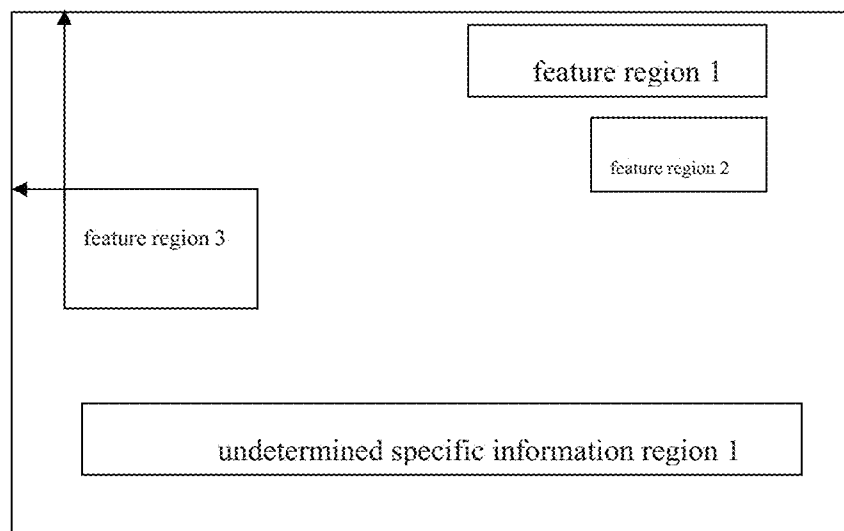 feature region 1
feature region 2
feature region 3
undetermined specific information region 1